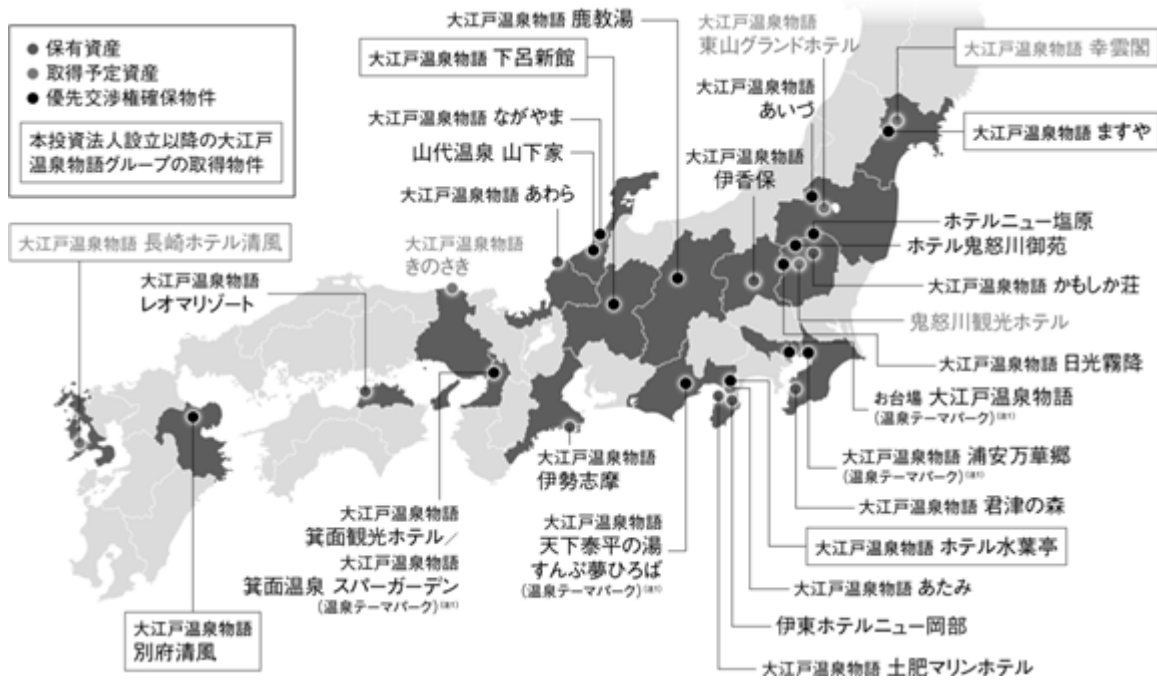 ● 保有資産
● 取得予定資産
● 優先交渉権確保物件
本投資法人設立以降の大江戸
温泉物語グループの取得物件
大江戸温泉物語 鹿教湯
大江戸温泉物語 下呂新館
大江戸温泉物語 ながやま
山代温泉 山下家
大江戸温泉物語 あわら
大江戸温泉物語
きのさき
大江戸温泉物語 長崎ホテル清風
大江戸温泉物語
レオマリゾート
大江戸温泉物語
東山グランドホテル
大江戸温泉物語
あいづ
大江戸温泉物語
伊香保
大江戸温泉物語 幸雲閣
大江戸温泉物語 ますや
ホテルニュー塩原
ホテル鬼怒川御苑
大江戸温泉物語 かもしか荘
鬼怒川観光ホテル
大江戸温泉物語 日光霧降
お台場 大江戸温泉物語
(温泉テーマパーク)(注1)
大江戸温泉物語 浦安万華郷
(温泉テーマパーク)(注1)
大江戸温泉物語 君津の森
大江戸温泉物語 ホテル水葉亭
大江戸温泉物語 あたみ
伊東ホテルニュー岡部
大江戸温泉物語 土肥マリンホテル
大江戸温泉物語
伊勢志摩
大江戸温泉物語
天下泰平の湯
すんぷ夢ひろば
(温泉テーマパーク)(注1)
大江戸温泉物語
箕面観光ホテル／
大江戸温泉物語
箕面温泉 スパーガーデン
(温泉テーマパーク)(注1)
大江戸温泉物語
別府清風